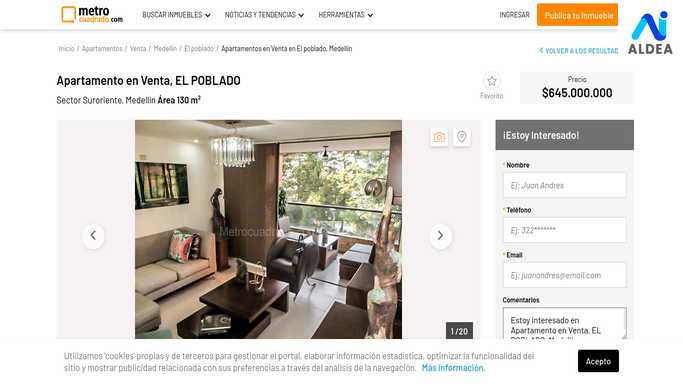 metro
cuadrado.com
BUSCAR INMUEBLES
NOTICIAS Y TENDENCIAS
HERRAMIENTAS
INGRESAR
Publica tu Inmueble
ALDEA
Inicio / Apartamentos / Venta / Medellín / El poblado / Apartamentos en Venta en El poblado, Medellín
VOLVER A LOS RESULTAD
Apartamento en Venta, EL POBLADO
Sector Suroriente, Medellín Área 130 m²
Favorito
Precio
$645.000.000
¡Estoy Interesado!
* Nombre
Ej: Juan Andres
* Teléfono
Ej: 322*******
* Email
Ej: juanandres@email.com
Comentarios
Estoy interesado en
Apartamento en Venta, EL
POBLADO, Medellín
Metrocuadrado
1 / 20
Utilizamos 'cookies' propias y de terceros para gestionar el portal, elaborar información estadística, optimizar la funcionalidad del
sitio y mostrar publicidad relacionada con sus preferencias a través del análisis de la navegación. Más información.
Acepto